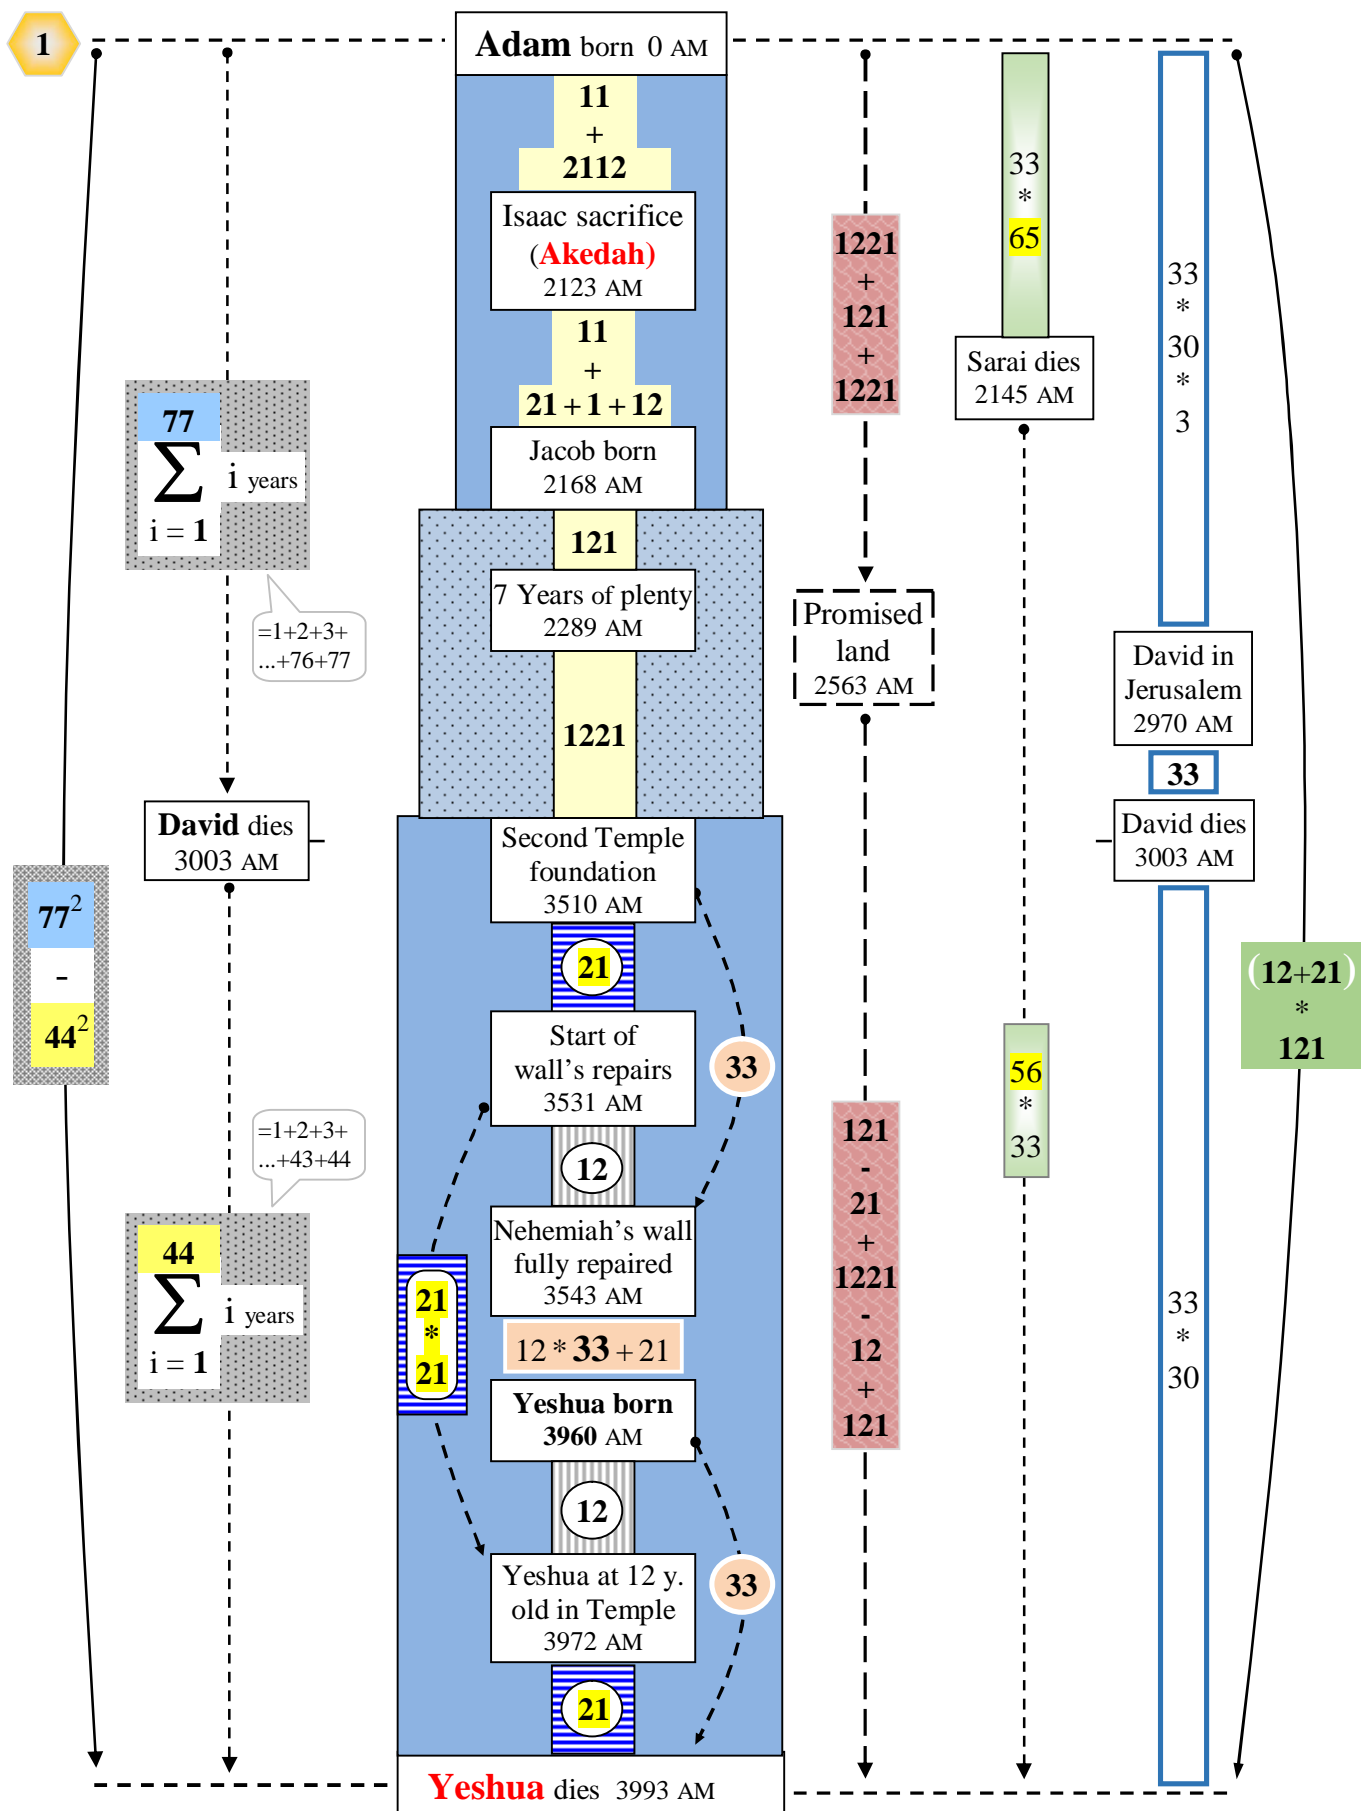 1
Adam born 0 AM
11
+
2112
Isaac sacrifice
(Akedah)
2123 AM
11
+
21 + 1 + 12
Jacob born
2168 AM
121
7 Years of plenty
2289 AM
1221
Second Temple
foundation
3510 AM
21
Start of
wall's repairs
3531 AM
12
Nehemiah's wall
fully repaired
3543 AM
12 * 33 + 21
Yeshua born
3960 AM
12
Yeshua at 12 y.
old in Temple
3972 AM
21
Yeshua dies 3993 AM
33
33
21
*
21
77²
-
44²
77
∑ i years
i = 1
=1+2+3+
...+76+77
David dies
3003 AM
=1+2+3+
...+43+44
44
∑ i years
i = 1
1221
+
121
+
1221
Promised
land
2563 AM
121
-
21
+
1221
-
12
+
121
33
*
65
Sarai dies
2145 AM
56
*
33
33
*
30
*
3
David in
Jerusalem
2970 AM
33
David dies
3003 AM
33
*
30
(12+21)
*
121